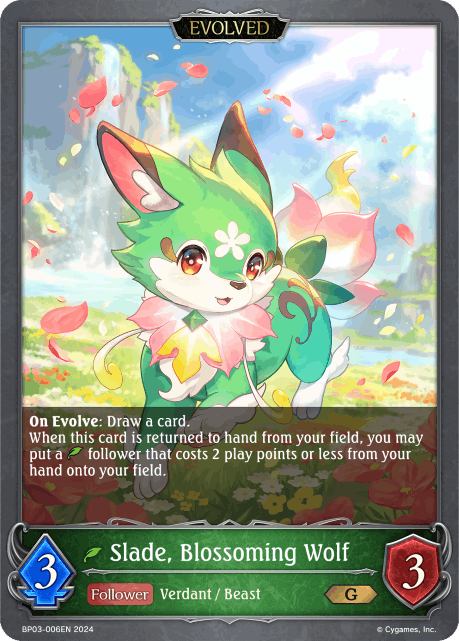 EVOLVED
On Evolve: Draw a card.
When this card is returned to hand from your field, you may
put a follower that costs 2 play points or less from your
hand onto your field.
Slade, Blossoming Wolf
3
Follower
Verdant / Beast
G
3
BP03-006EN 2024
© Cygames, Inc.